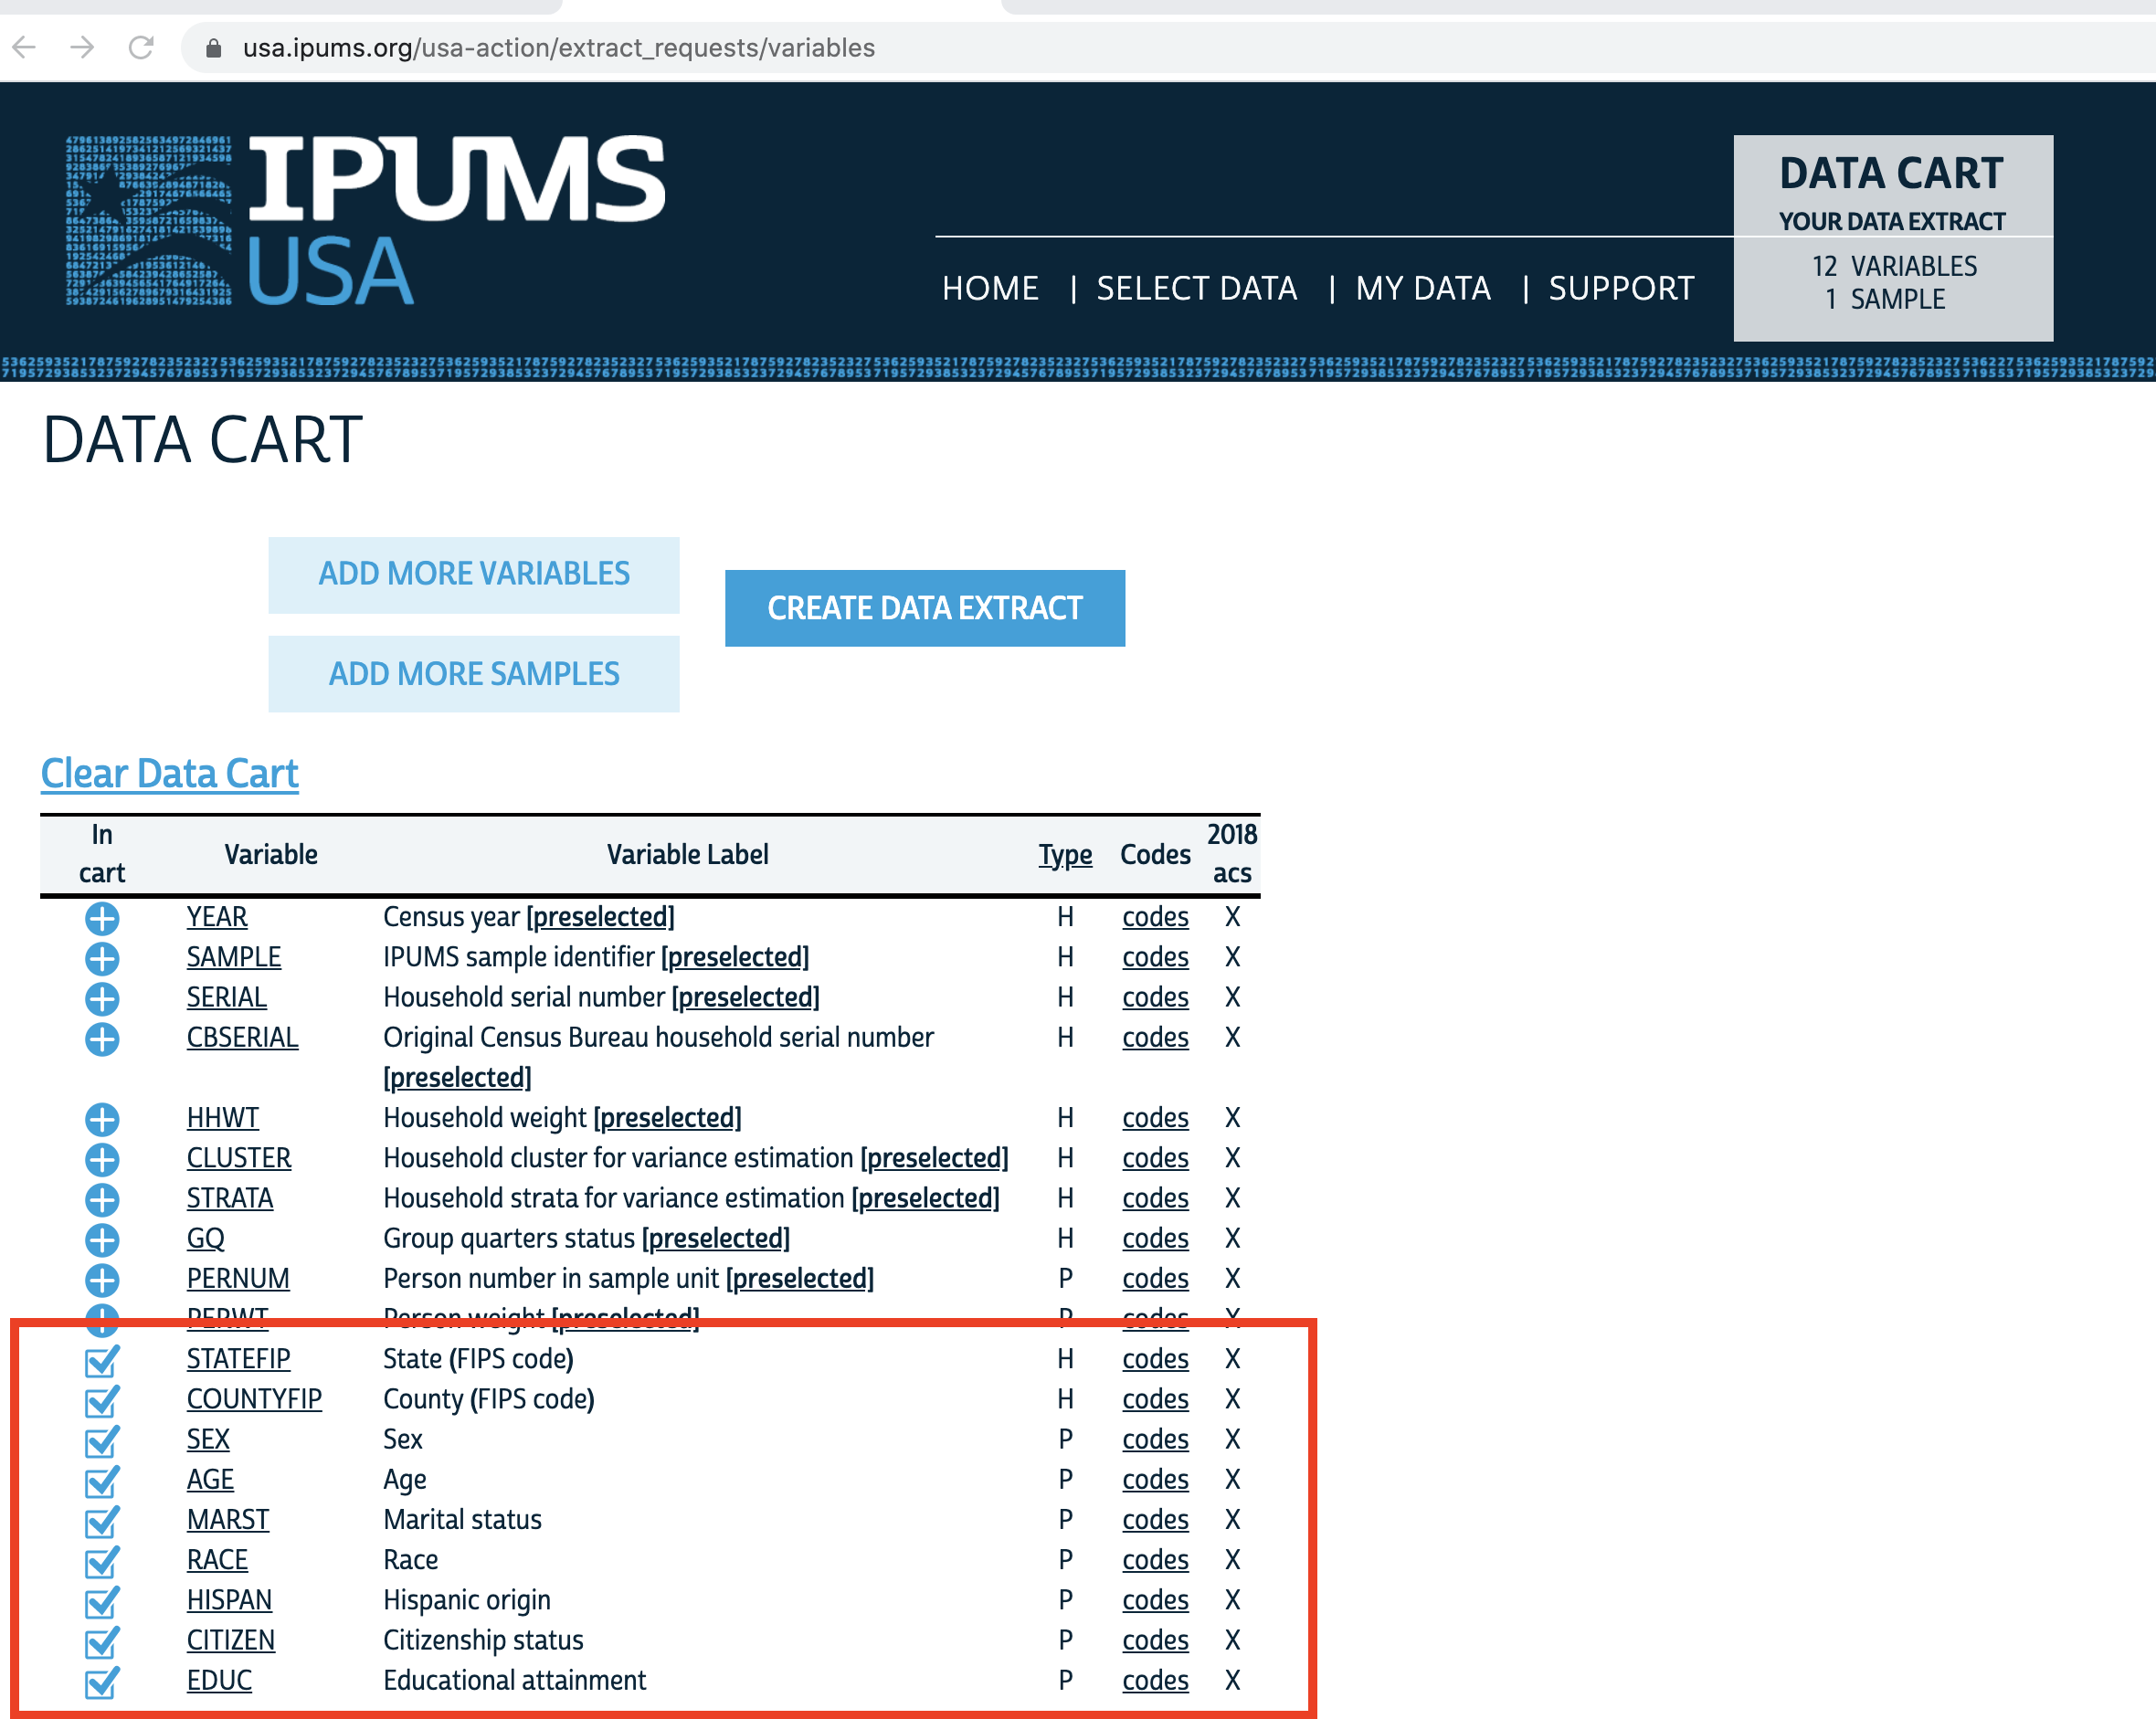 usa.ipums.org/usa-action/extract_requests/variables
IPUMS
USA
DATA CART
YOUR DATA EXTRACT
12 VARIABLES
1 SAMPLE
HOME | SELECT DATA | MY DATA | SUPPORT
DATA CART
ADD MORE VARIABLES
CREATE DATA EXTRACT
ADD MORE SAMPLES
Clear Data Cart
In cart Variable Variable Label Type Codes 2018 acs
YEAR Census year [preselected] H codes X
SAMPLE IPUMS sample identifier [preselected] H codes X
SERIAL Household serial number [preselected] H codes X
CBSERIAL Original Census Bureau household serial number H codes X
[preselected]
HHWT Household weight [preselected] H codes X
CLUSTER Household cluster for variance estimation [preselected] H codes X
STRATA Household strata for variance estimation [preselected] H codes X
GQ Group quarters status [preselected] H codes X
PERNUM Person number in sample unit [preselected] P codes X
PERWT Person weight [preselected] P codes X
STATEFIP State (FIPS code) H codes X
COUNTYFIP County (FIPS code) H codes X
SEX Sex P codes X
AGE Age P codes X
MARST Marital status P codes X
RACE Race P codes X
HISPAN Hispanic origin P codes X
CITIZEN Citizenship status P codes X
EDUC Educational attainment P codes X